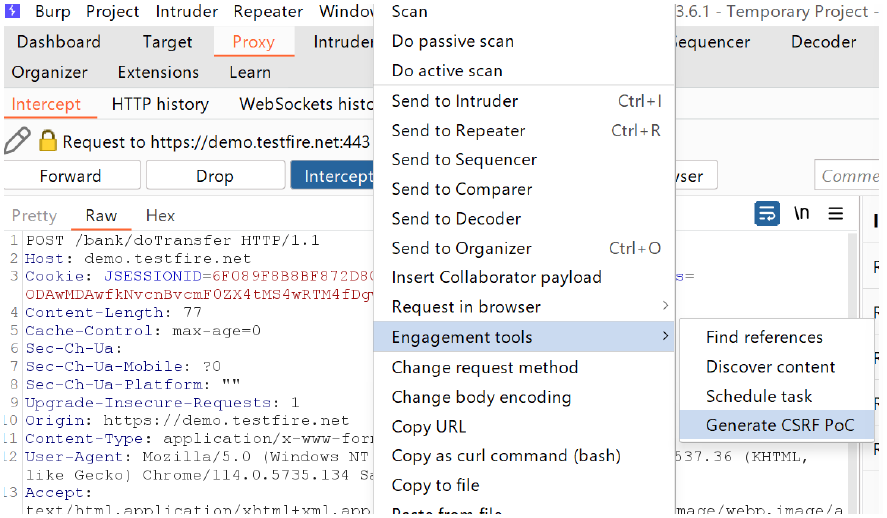 Burp Project Intruder Repeater Window
3.6.1 - Temporary Project -
Dashboard Target Proxy Intruder Sequencer Decoder
Organizer Extensions Learn
Intercept HTTP history WebSockets histo
Request to https://demo.testfire.net:443
Forward Drop Intercept wser Comme
Pretty Raw Hex \n
1 POST /bank/doTransfer HTTP/1.1
2 Host: demo.testfire.net
3 Cookie: s=
4 Content-Length: 77
5 Cache-Control: max-age=0
6 Sec-Ch-Ua:
7 Sec-Ch-Ua-Mobile: ?0
8 Sec-Ch-Ua-Platform: ""
9 Upgrade-Insecure-Requests: 1
10 Origin: https://demo.testfire.net
11 Content-Type: application/x-www-for
12 User-Agent: Mozilla/5.0 (Windows NT 537.36 (KHTML,
like Gecko) Chrome/114.0.5735.134 Sa
13 Accept:
text/html,application/xhtml+xml,app mage/webp,image/a
Scan
Do passive scan
Do active scan
Send to Intruder Ctrl+I
Send to Repeater Ctrl+R
Send to Sequencer
Send to Comparer
Send to Decoder
Send to Organizer Ctrl+O
Insert Collaborator payload
Request in browser >
Engagement tools >
Change request method
Change body encoding
Copy URL
Copy as curl command (bash)
Copy to file
Paste from file
Find references
Discover content
Schedule task
Generate CSRF PoC